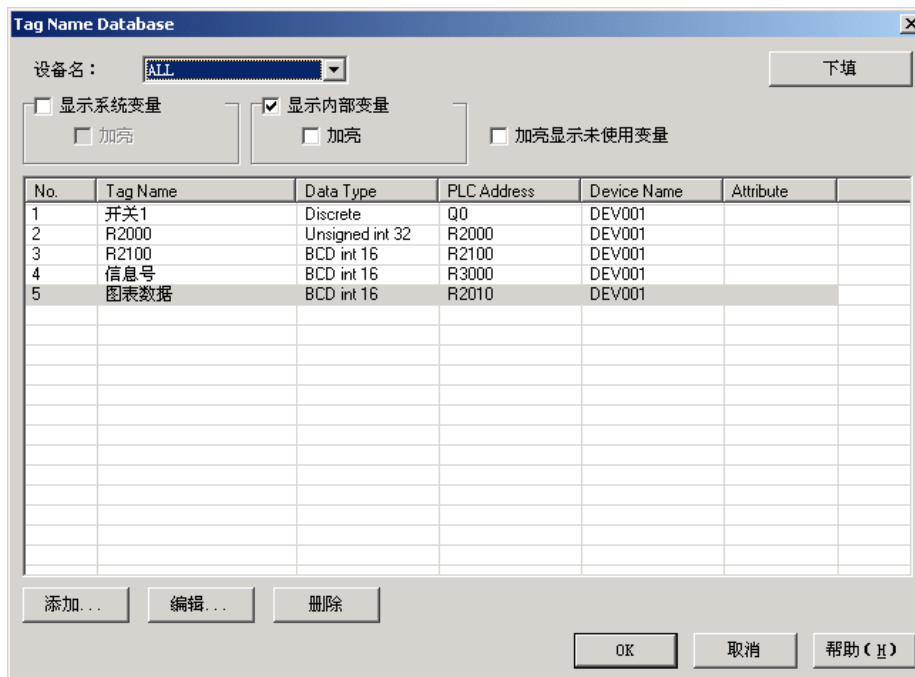 Tag Name Database
设备名： ALL 下填
显示系统变量 显示内部变量
加亮 加亮 加亮显示未使用变量
No. Tag Name Data Type PLC Address Device Name Attribute
1 开关1 Discrete Q0 DEV001
2 R2000 Unsigned int 32 R2000 DEV001
3 R2100 BCD int 16 R2100 DEV001
4 信息号 BCD int 16 R3000 DEV001
5 图表数据 BCD int 16 R2010 DEV001
添加... 编辑... 删除
OK 取消 帮助(H)